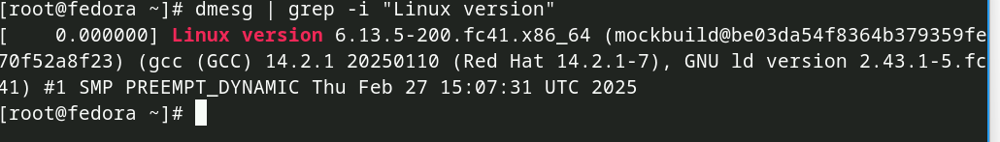 [root@fedora ~]# dmesg | grep -i "Linux version"
[    0.000000] Linux version 6.13.5-200.fc41.x86_64 (mockbuild@be03da54f8364b379359fe
70f52a8f23) (gcc (GCC) 14.2.1 20250110 (Red Hat 14.2.1-7), GNU ld version 2.43.1-5.fc
41) #1 SMP PREEMPT_DYNAMIC Thu Feb 27 15:07:31 UTC 2025
[root@fedora ~]#